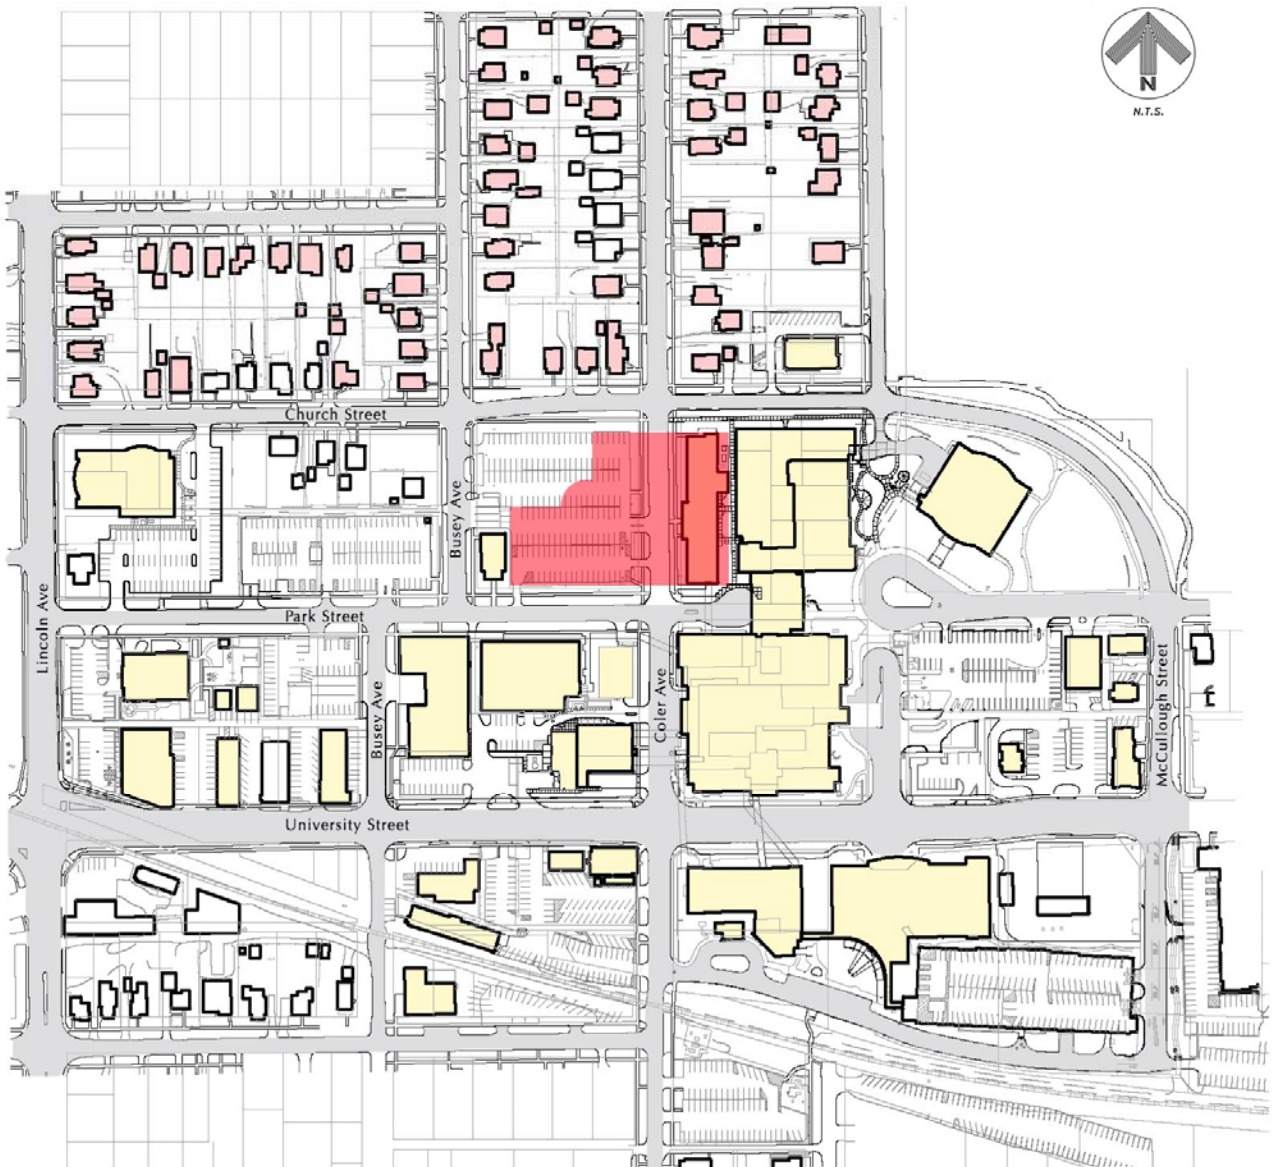 N
N.T.S.
Church Street
Busey Ave
Lincoln Ave
Park Street
Busey Ave
Coler Ave
McCullough Street
University Street